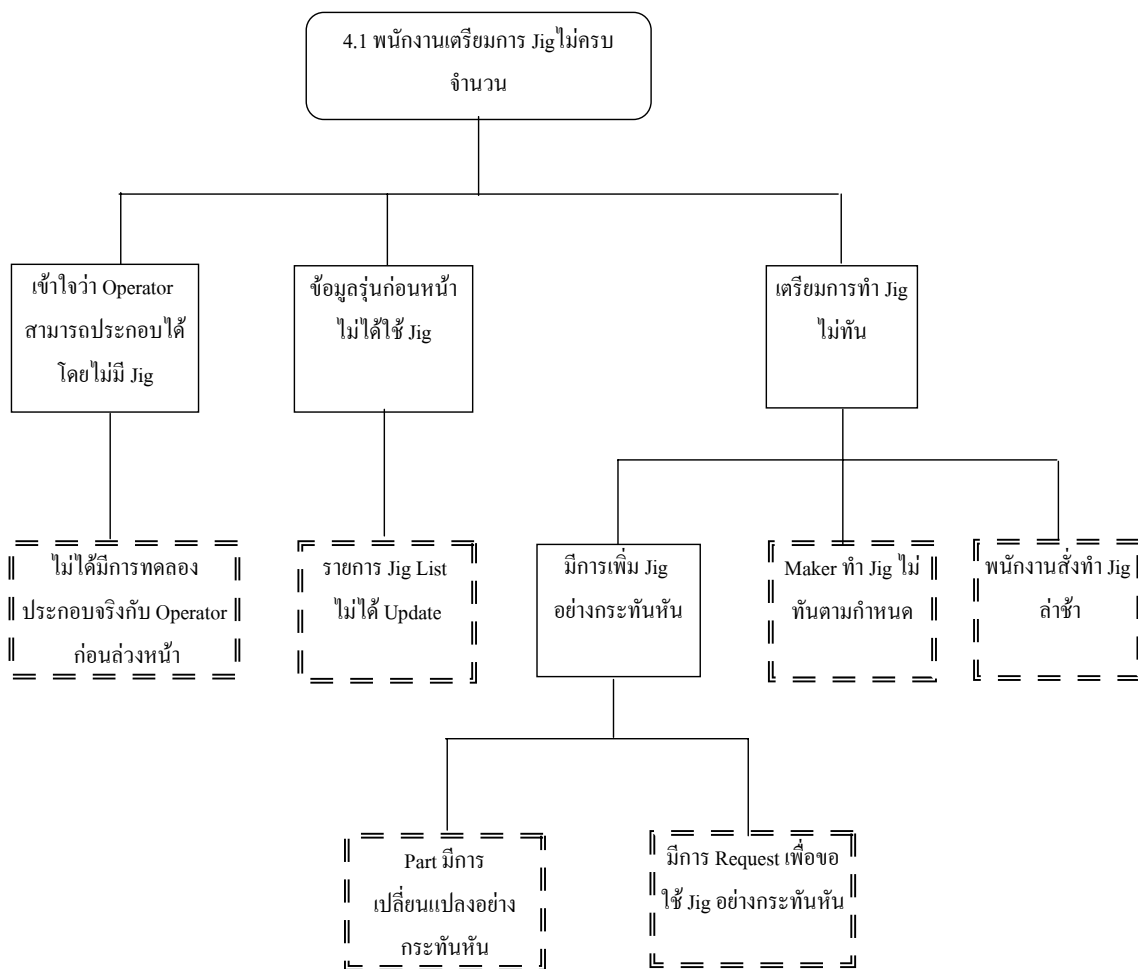 4.1 พนักงานเตรียมการ Jigไม่ครบ
จำนวน
เข้าใจว่า Operator
สามารถประกอบได้
โดยไม่มี Jig
ข้อมูลรุ่นก่อนหน้า
ไม่ได้ใช้ Jig
เตรียมการทำ Jig
ไม่ทัน
ไม่ได้มีการทดลอง
ประกอบจริงกับ Operator
ก่อนล่วงหน้า
รายการ Jig List
ไม่ได้ Update
มีการเพิ่ม Jig
อย่างกระทันหัน
Maker ทำ Jig ไม่
ทันตามกำหนด
พนักงานสั่งทำ Jig
ล่าช้า
Part มีการ
เปลี่ยนแปลงอย่าง
กระทันหัน
มีการ Request เพื่อขอ
ใช้ Jig อย่างกระทันหัน